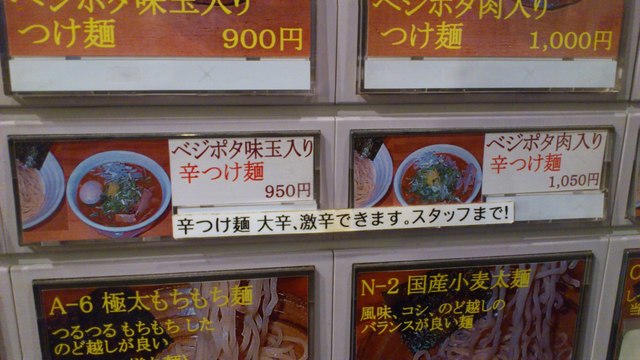 ベジポタ味玉入り
つけ麺
900円
ベジポタ肉入り
つけ麺
1,000円
ベジポタ味玉入り
辛つけ麺
950円
ベジポタ肉入り
辛つけ麺
1,050円
辛つけ麺 大辛、激辛できます。スタッフまで!
A-6 極太もちもち麺
つるつる もちもち した
のど越しが良い
N-2 国産小麦太麺
風味、コシ、のど越しの
バランスが良い麺